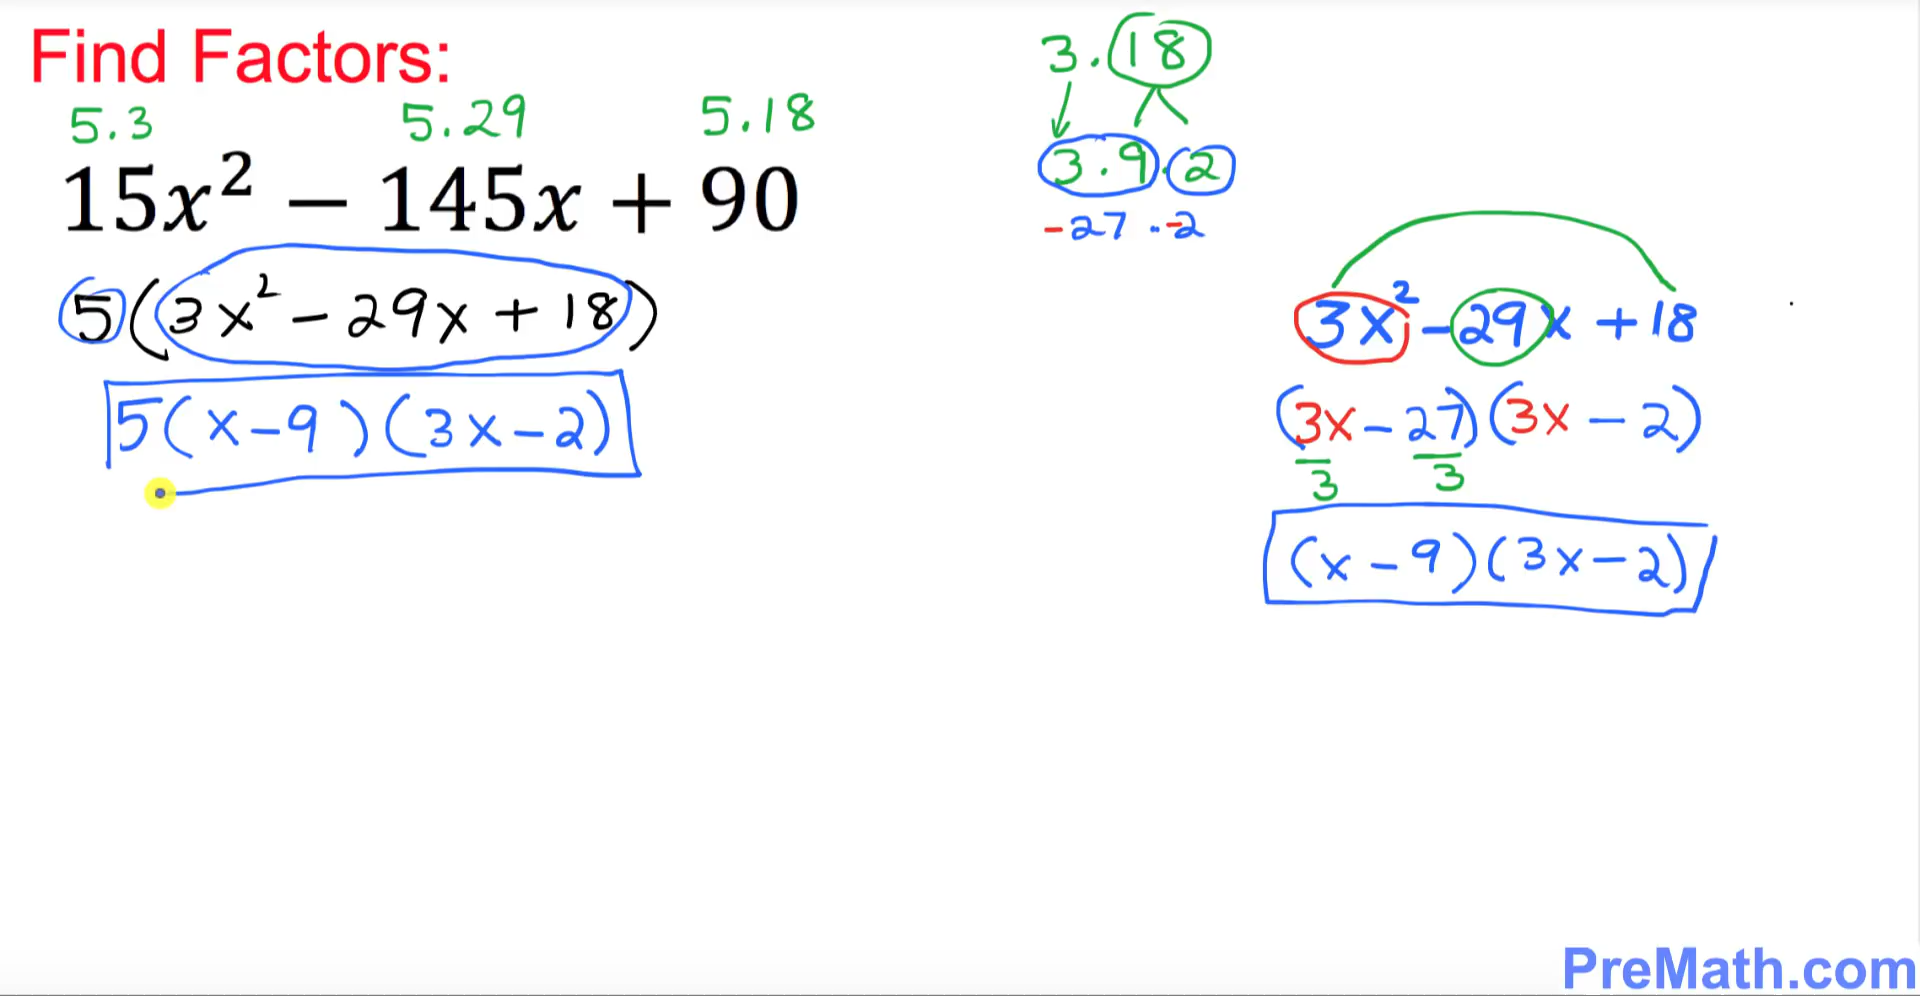 Find Factors:
5.3 5.29 5.18
15x² − 145x + 90
5(3x² − 29x + 18)
5(x−9)(3x−2)
3.18
3.9.2
-27 . -2
3x² − 29x + 18
(3x − 27)(3x − 2)
3 3
(x − 9)(3x − 2)
PreMath.com